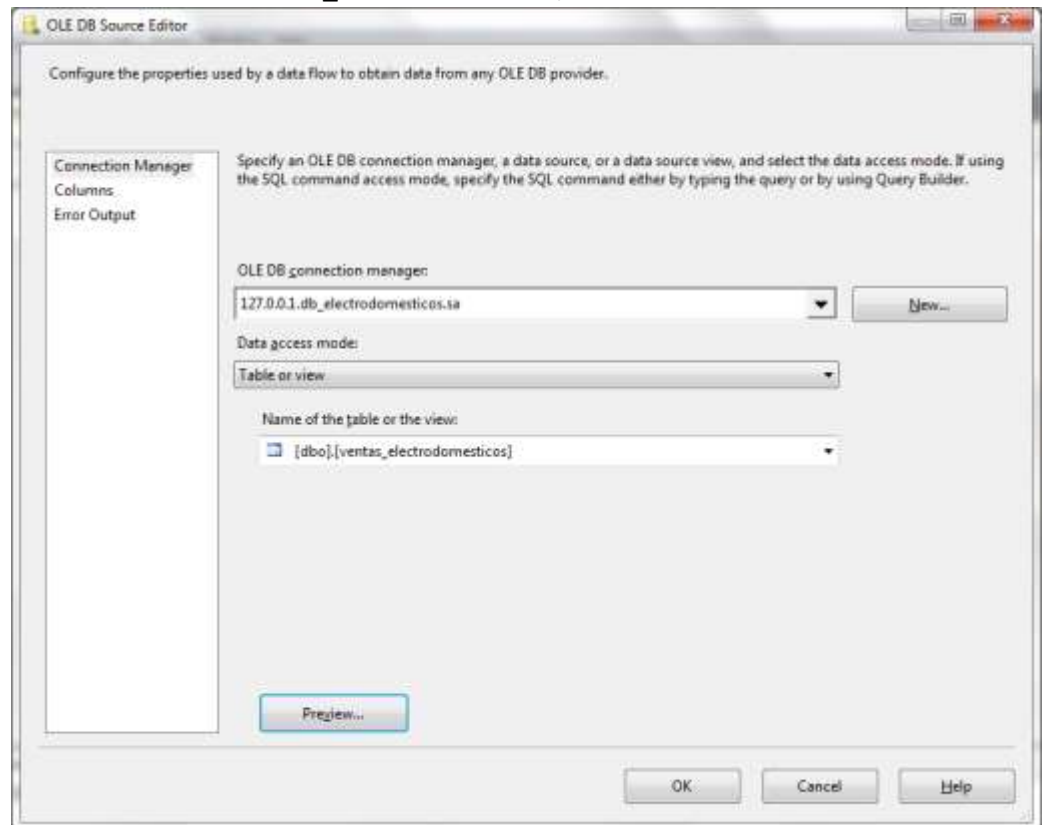 OLE DB Source Editor
Configure the properties used by a data flow to obtain data from any OLE DB provider.
Connection Manager
Columns
Error Output
Specify an OLE DB connection manager, a data source, or a data source view, and select the data access mode. If using
the SQL command access mode, specify the SQL command either by typing the query or by using Query Builder.
OLE DB connection manager:
127.0.0.1.db_electrodomesticos.sa
New...
Data access mode:
Table or view
Name of the table or the view:
[dbo].[ventas_electrodomesticos]
Preview...
OK
Cancel
Help